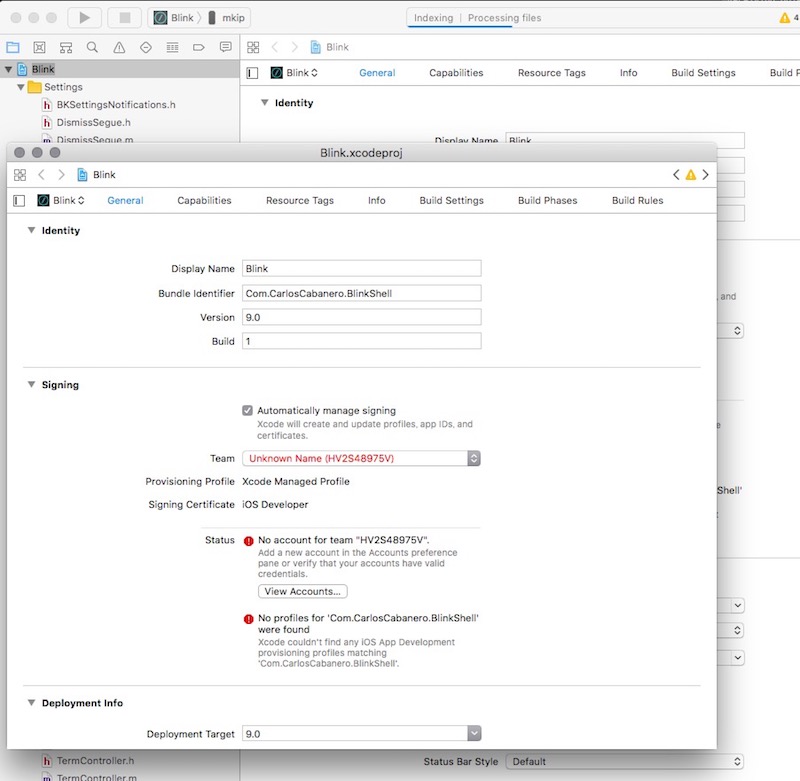 Blink mkip
Indexing | Processing files
4
Blink
Blink
Settings
BKSettingsNotifications.h
DismissSegue.h
DismissSegue.m
Blink General Capabilities Resource Tags Info Build Settings Build P
Identity
Display Name Blink
Blink.xcodeproj
Blink
Blink General Capabilities Resource Tags Info Build Settings Build Phases Build Rules
Identity
Display Name Blink
Bundle Identifier Com.CarlosCabanero.BlinkShell
Version 9.0
Build 1
, and
Signing
Automatically manage signing
Xcode will create and update profiles, app IDs, and
certificates.
Team Unknown Name (HV2S48975V)
Provisioning Profile Xcode Managed Profile
Signing Certificate iOS Developer
Shell'
Status No account for team "HV2S48975V".
Add a new account in the Accounts preference
pane or verify that your accounts have valid
credentials.
View Accounts...
No profiles for 'Com.CarlosCabanero.BlinkShell'
were found
Xcode couldn't find any iOS App Development
provisioning profiles matching
'Com.CarlosCabanero.BlinkShell'.
Deployment Info
Deployment Target 9.0
TermController.h
TermController.m
Status Bar Style Default